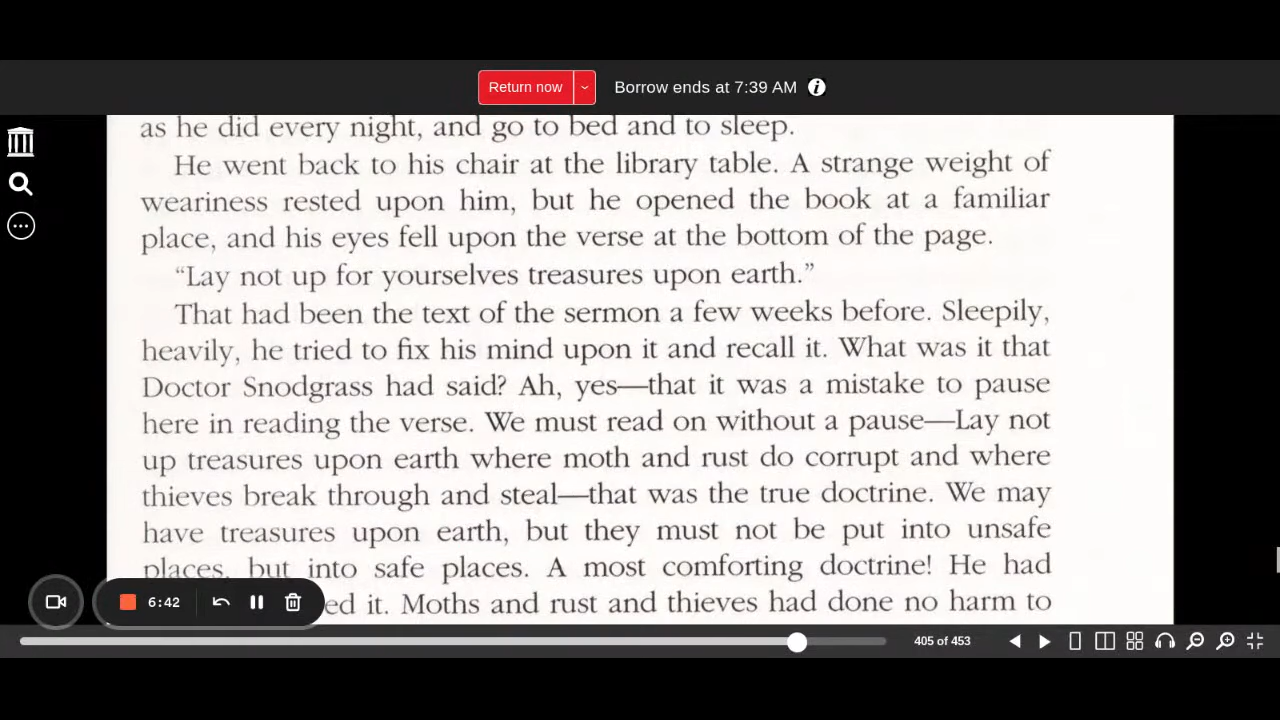 Return now
Borrow ends at 7:39 AM
as he did every night, and go to bed and to sleep.
He went back to his chair at the library table. A strange weight of
weariness rested upon him, but he opened the book at a familiar
place, and his eyes fell upon the verse at the bottom of the page.
“Lay not up for yourselves treasures upon earth.”
That had been the text of the sermon a few weeks before. Sleepily,
heavily, he tried to fix his mind upon it and recall it. What was it that
Doctor Snodgrass had said? Ah, yes—that it was a mistake to pause
here in reading the verse. We must read on without a pause—Lay not
up treasures upon earth where moth and rust do corrupt and where
thieves break through and steal—that was the true doctrine. We may
have treasures upon earth, but they must not be put into unsafe
places, but into safe places. A most comforting doctrine! He had
ed it. Moths and rust and thieves had done no harm to
6:42
405 of 453